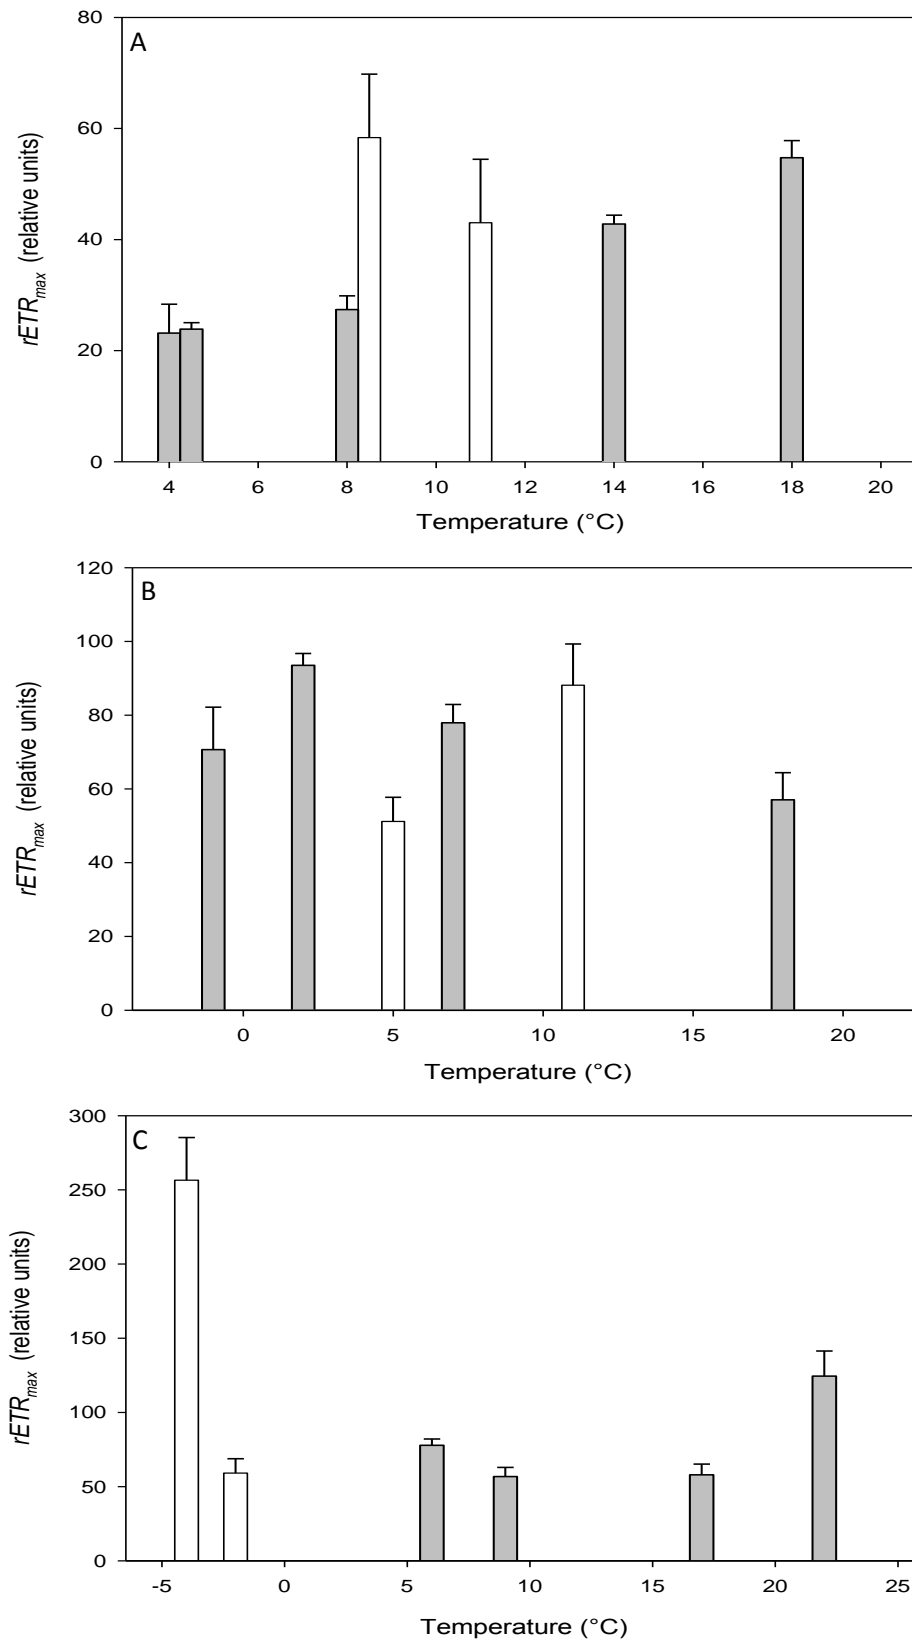 80
A
60
40
20
0
rETRmax (relative units)
4 6 8 10 12 14 16 18 20
Temperature (°C)
120
B
100
80
60
40
20
0
rETRmax (relative units)
0 5 10 15 20
Temperature (°C)
300
C
250
200
150
100
50
0
rETRmax (relative units)
-5 0 5 10 15 20 25
Temperature (°C)